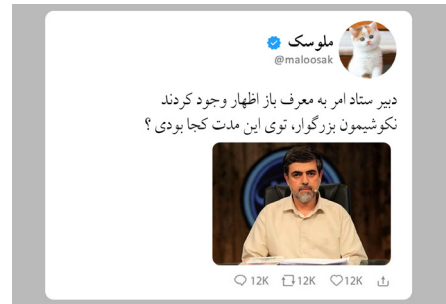 ملوسک
@maloosak
دبیر ستاد امر به معرف باز اظهار وجود کردند
نکوشیمون بزرگوار، توی این مدت کجا بودی ؟
12K 12K 12K